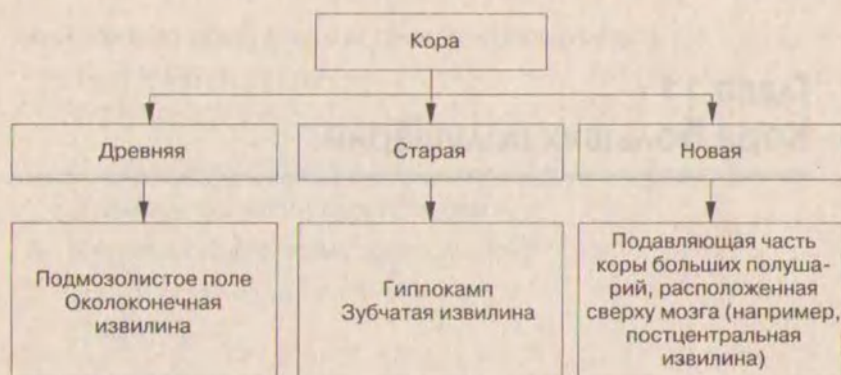 Кора
Древняя
Старая
Новая
Подмозолистое поле
Околоконечная
извилина
Гиппокамп
Зубчатая извилина
Подавляющая часть
коры больших полуша-
рий, расположенная
сверху мозга (например,
постцентральная
извилина)